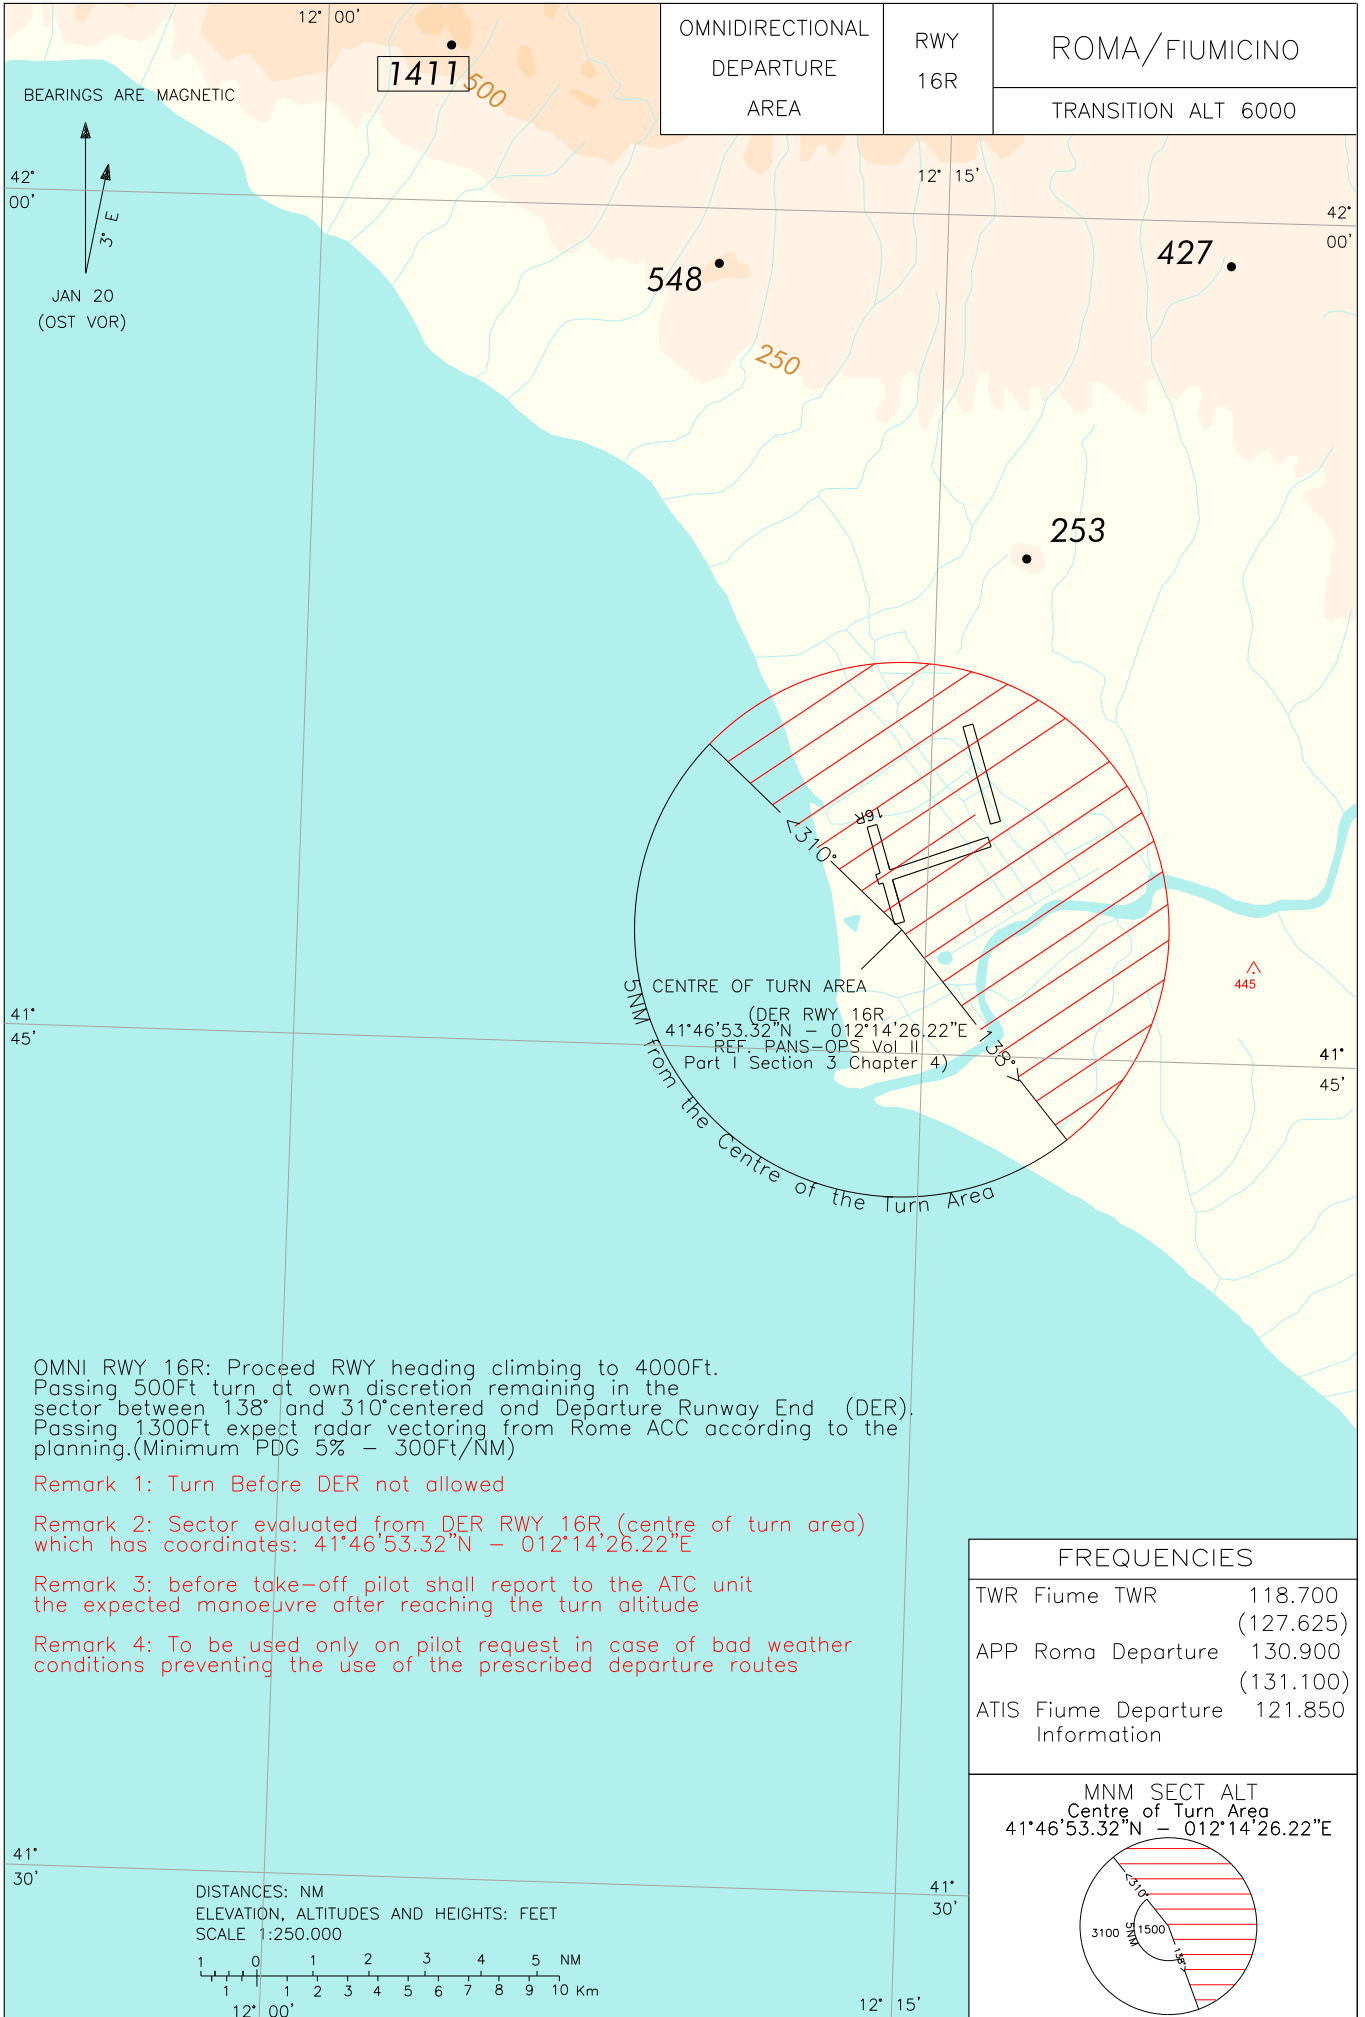 OMNIDIRECTIONAL
DEPARTURE
AREA
RWY
16R
ROMA/FIUMICINO
TRANSITION ALT 6000
12° 00'
1411
500
BEARINGS ARE MAGNETIC
3° E
JAN 20
(OST VOR)
42°
00'
12° 15'
42°
00'
548
427
250
253
16R
<310°
445
CENTRE OF TURN AREA
(DER RWY 16R
41°46'53.32"N – 012°14'26.22"E
REF. PANS–OPS Vol II
Part I Section 3 Chapter 4)
138°>
5NM from the Centre of the Turn Area
41°
45'
41°
45'
OMNI RWY 16R: Proceed RWY heading climbing to 4000Ft.
Passing 500Ft turn at own discretion remaining in the
sector between 138° and 310°centered ond Departure Runway End (DER).
Passing 1300Ft expect radar vectoring from Rome ACC according to the
planning.(Minimum PDG 5% – 300Ft/NM)
Remark 1: Turn Before DER not allowed
Remark 2: Sector evaluated from DER RWY 16R (centre of turn area)
which has coordinates: 41°46'53.32"N – 012°14'26.22"E
Remark 3: before take–off pilot shall report to the ATC unit
the expected manoeuvre after reaching the turn altitude
Remark 4: To be used only on pilot request in case of bad weather
conditions preventing the use of the prescribed departure routes
FREQUENCIES
TWR Fiume TWR 118.700
(127.625)
APP Roma Departure 130.900
(131.100)
ATIS Fiume Departure 121.850
Information
MNM SECT ALT
Centre of Turn Area
41°46'53.32"N – 012°14'26.22"E
<310°
3100
5NM
1500
138°>
41°
30'
41°
30'
DISTANCES: NM
ELEVATION, ALTITUDES AND HEIGHTS: FEET
SCALE 1:250.000
1 0 1 2 3 4 5 NM
1 1 2 3 4 5 6 7 8 9 10 Km
12° 00'
12° 15'